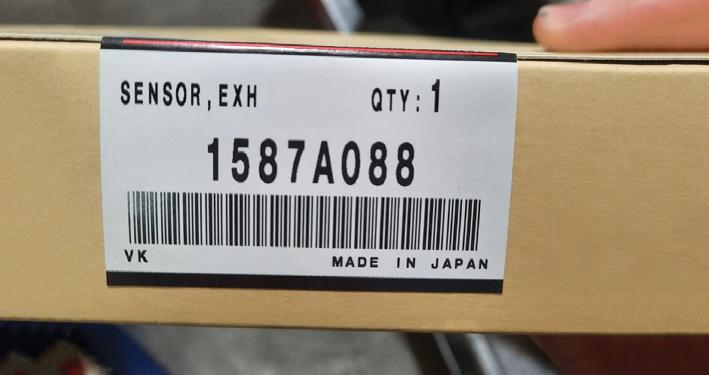 SENSOR,EXH QTY:1
1587A088
VK MADE IN JAPAN